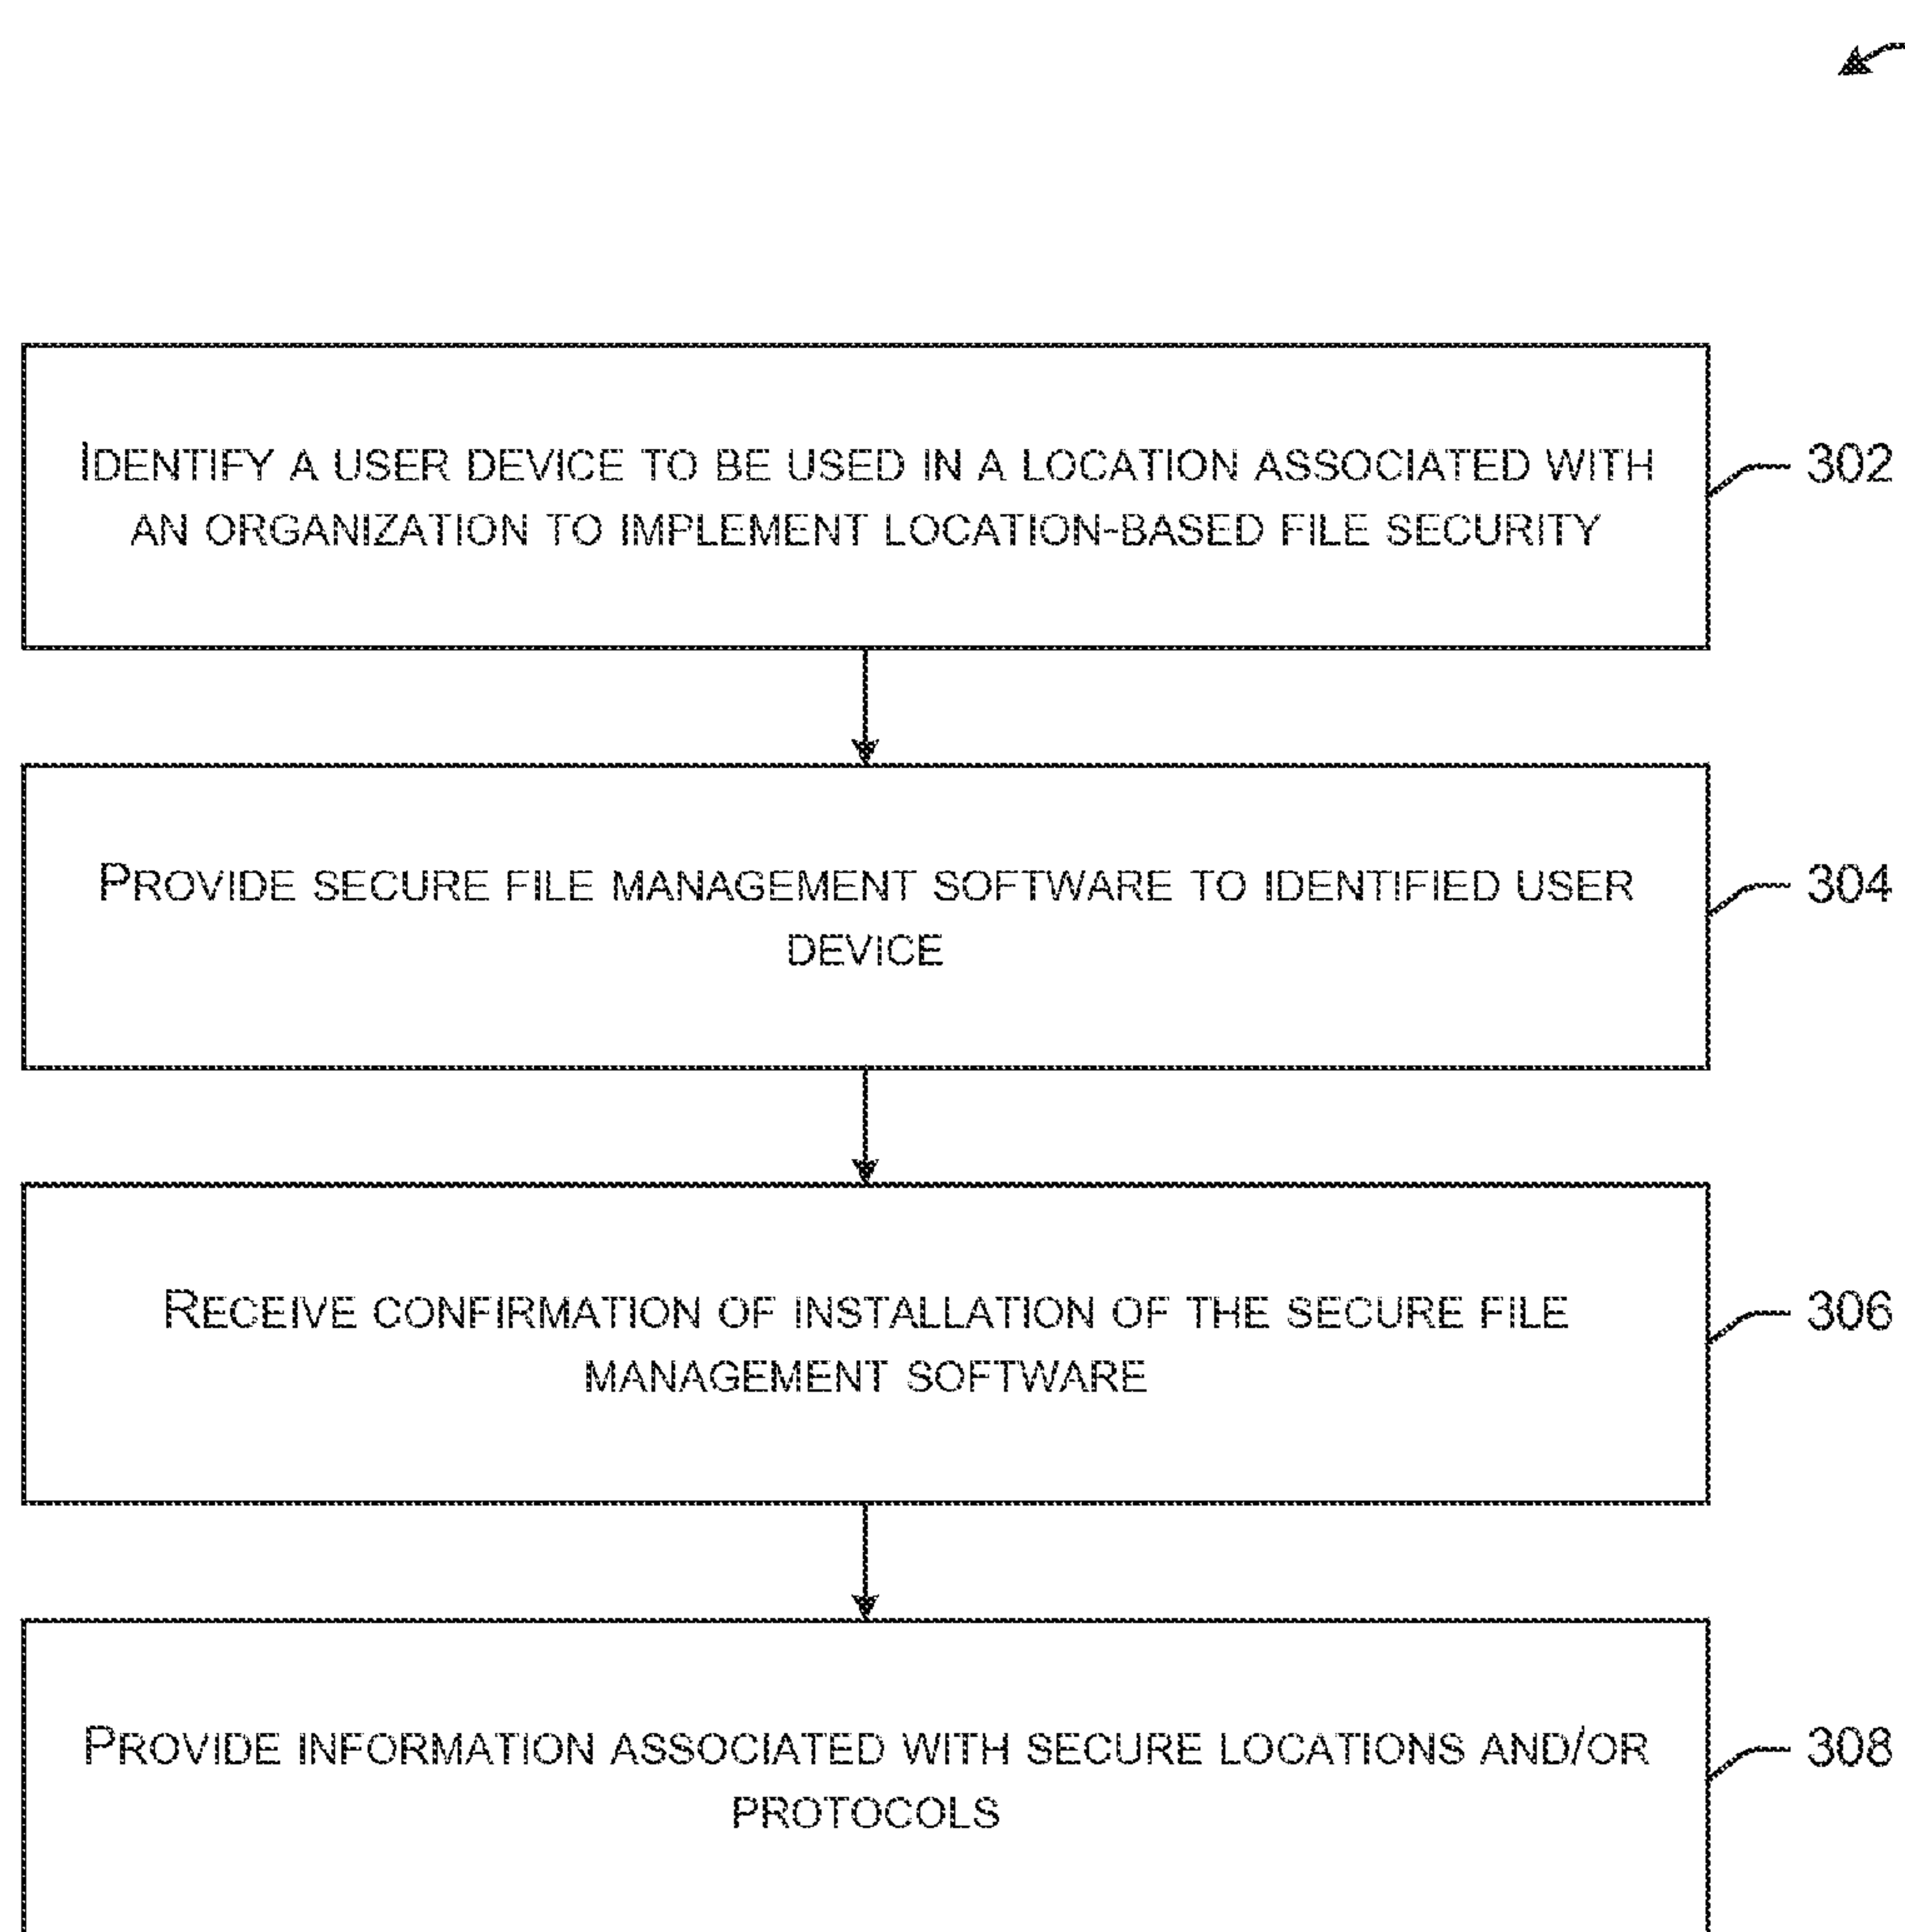 IDENTIFY A USER DEVICE TO BE USED IN A LOCATION ASSOCIATED WITH
AN ORGANIZATION TO IMPLEMENT LOCATION-BASED FILE SECURITY
302
PROVIDE SECURE FILE MANAGEMENT SOFTWARE TO IDENTIFIED USER
DEVICE
304
RECEIVE CONFIRMATION OF INSTALLATION OF THE SECURE FILE
MANAGEMENT SOFTWARE
306
PROVIDE INFORMATION ASSOCIATED WITH SECURE LOCATIONS AND/OR
PROTOCOLS
308